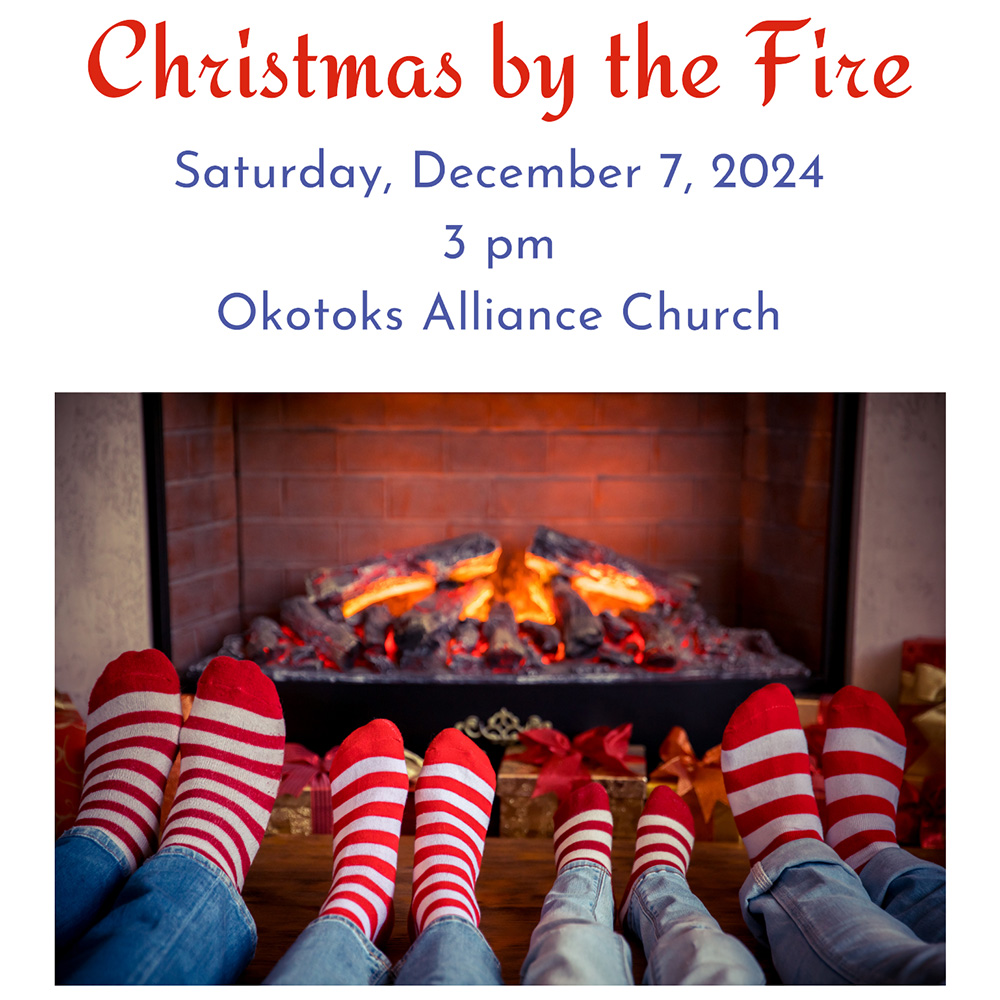 Christmas by the Fire
Saturday, December 7, 2024
3 pm
Okotoks Alliance Church